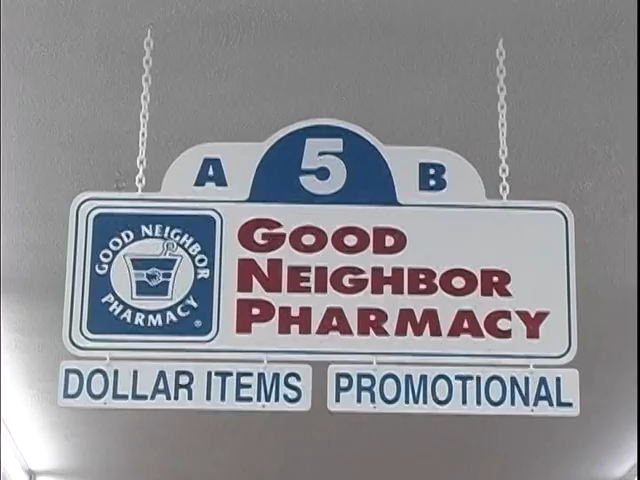 A 5 B
GOOD NEIGHBOR
PHARMACY ®
GOOD
NEIGHBOR
PHARMACY
DOLLAR ITEMS PROMOTIONAL